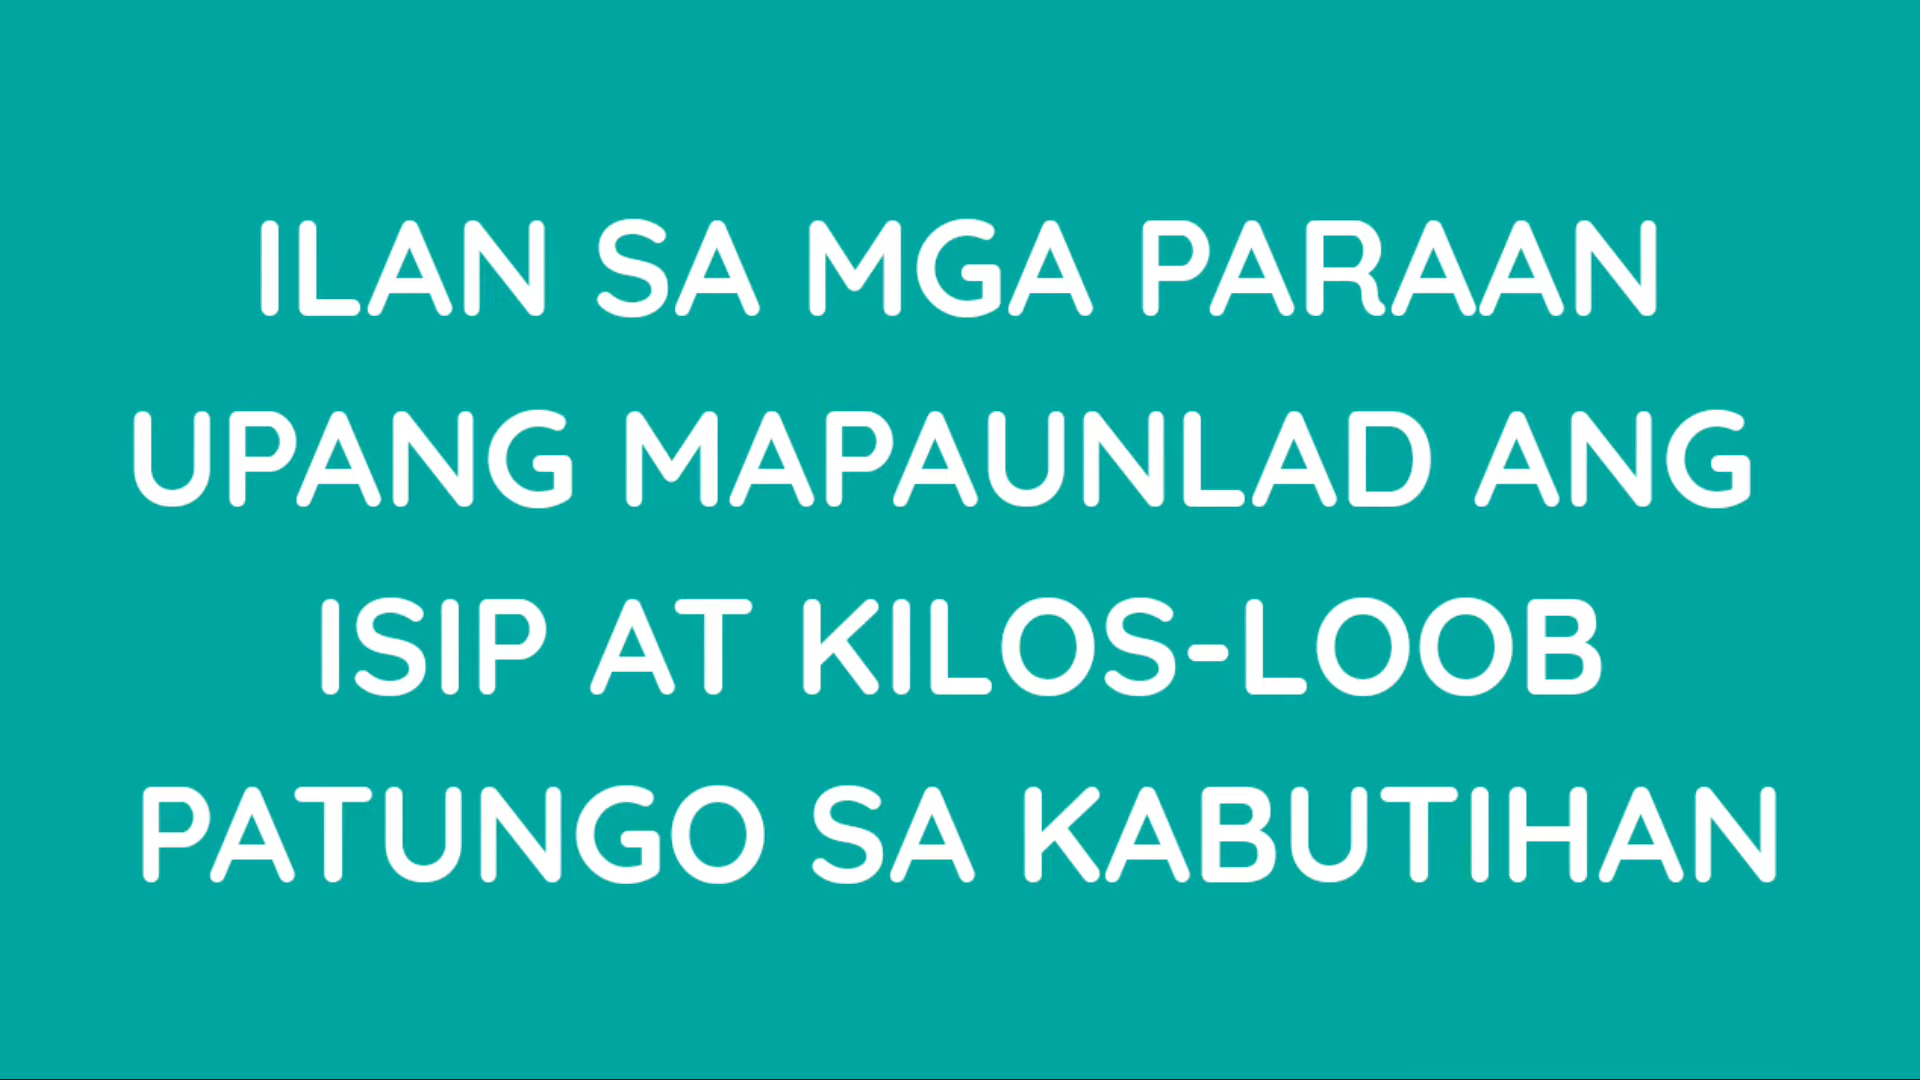 ILAN SA MGA PARAAN
UPANG MAPAUNLAD ANG
ISIP AT KILOS-LOOB
PATUNGO SA KABUTIHAN